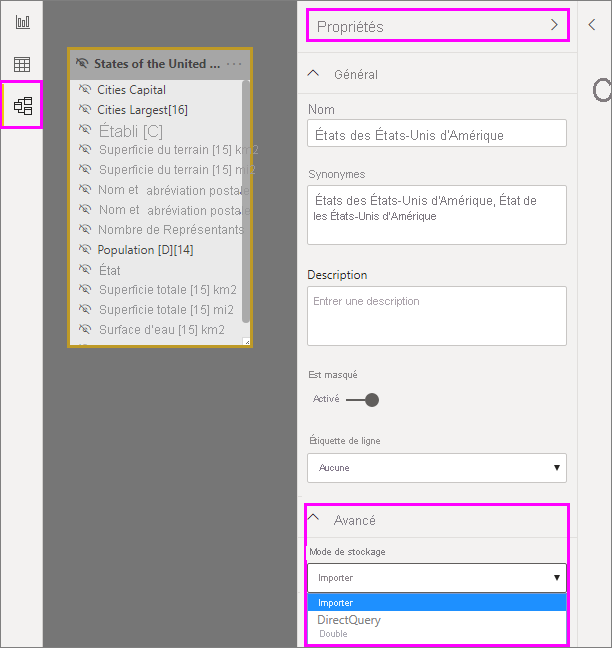 States of the United ...
Cities Capital
Cities Largest[16]
Établi [C]
Superficie du terrain [15] km2
Superficie du terrain [15] mi2
Nom et abréviation postale
Nom et abréviation postale
Nombre de Représentants
Population [D][14]
État
Superficie totale [15] km2
Superficie totale [15] mi2
Surface d'eau [15] km2
Propriétés
Général
Nom
États des États-Unis d'Amérique
Synonymes
États des États-Unis d'Amérique, État de
les États-Unis d'Amérique
Description
Entrer une description
Est masqué
Activé
Étiquette de ligne
Aucune
Avancé
Mode de stockage
Importer
Importer
DirectQuery
Double